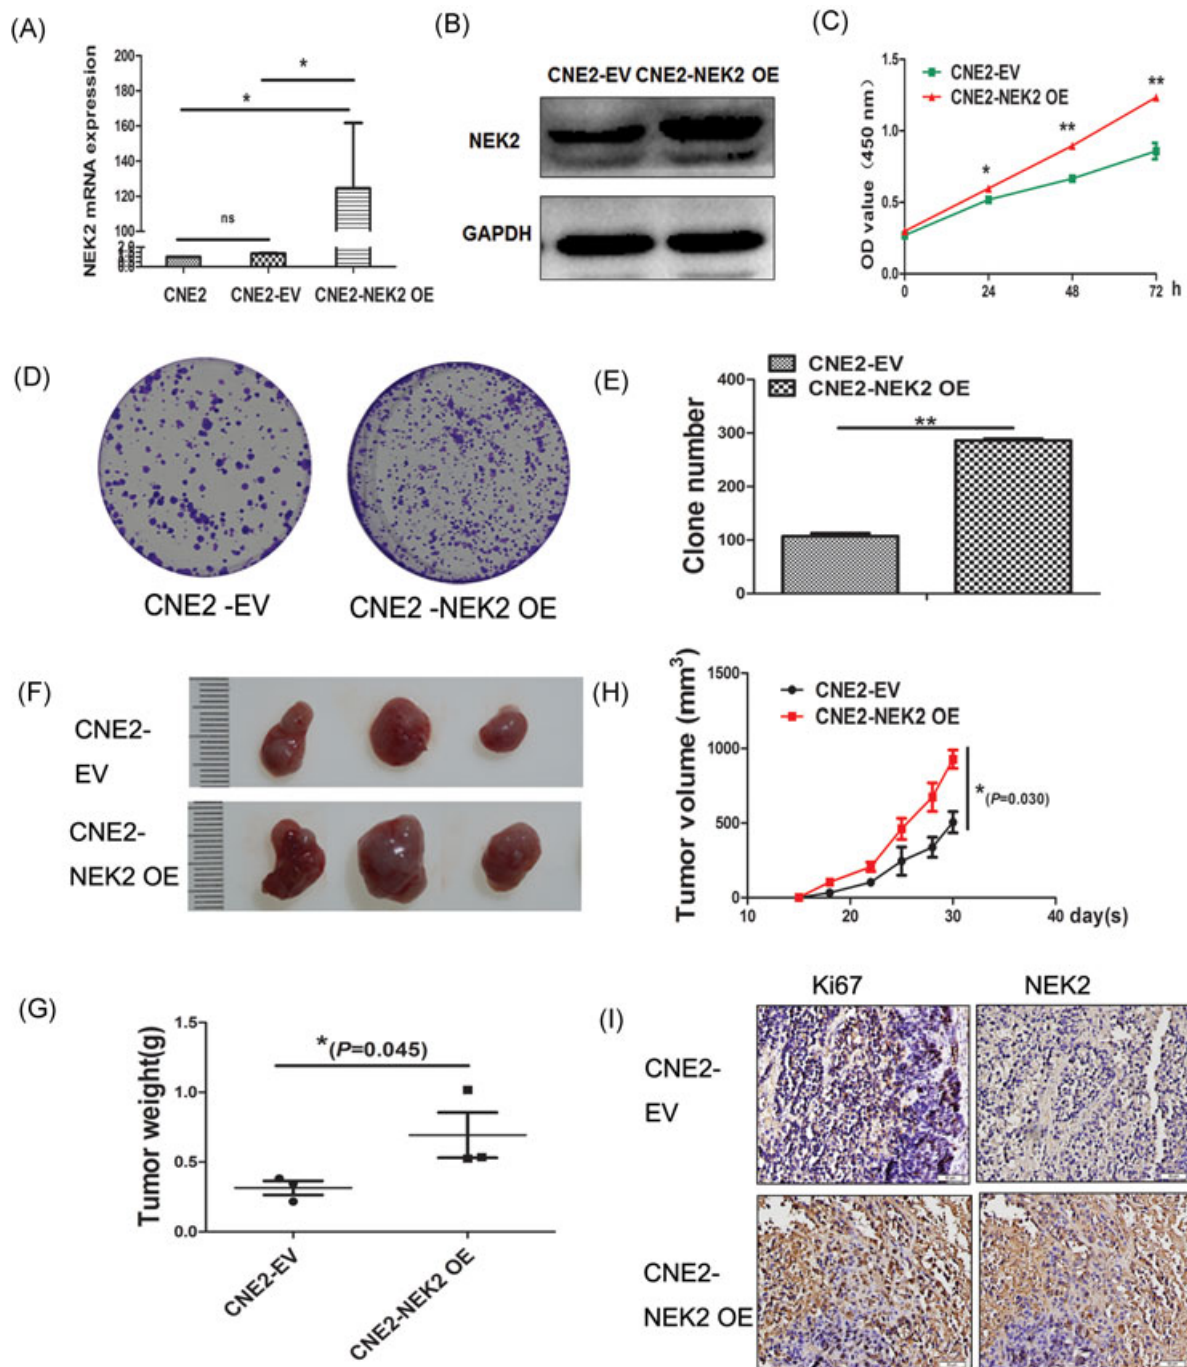 (A)
NEK2 mRNA expression
200
180
160
140
120
100
2.0
ns
*
*
CNE2
CNE2-EV
CNE2-NEK2 OE
(B)
CNE2-EV CNE2-NEK2 OE
NEK2
GAPDH
(C)
OD value（450 nm）
1.5
1.0
0.5
0.0
CNE2-EV
CNE2-NEK2 OE
*
**
**
0 24 48 72 h
(D)
CNE2 -EV
CNE2 -NEK2 OE
(E)
CNE2-EV
CNE2-NEK2 OE
Clone number
400
300
200
100
0
**
(F)
CNE2-
EV
CNE2-
NEK2 OE
(H)
Tumor volume (mm³)
1500
1000
500
0
CNE2-EV
CNE2-NEK2 OE
*(P=0.030)
10 20 30 40 day(s)
(G)
Tumor weight(g)
1.5
1.0
0.5
0.0
*(P=0.045)
CNE2-EV
CNE2-NEK2 OE
(I)
Ki67 NEK2
CNE2-
EV
CNE2-
NEK2 OE